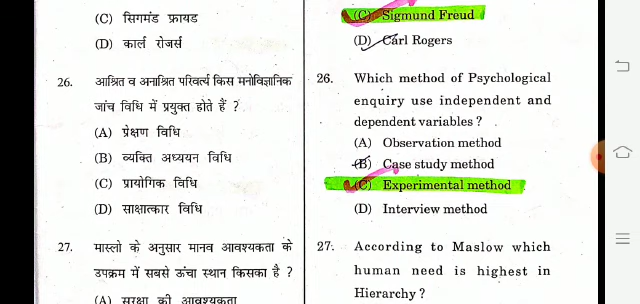 (C) सिगमंड फ्रायड
(D) कार्ल रोजर्स
26. आश्रित व अनाश्रित परिवर्त्य किस मनोविज्ञानिक
जांच विधि में प्रयुक्त होते हैं ?
(A) प्रेक्षण विधि
(B) व्यक्ति अध्ययन विधि
(C) प्रायोगिक विधि
(D) साक्षात्कार विधि
27. मास्लो के अनुसार मानव आवश्यकता के
उपक्रम में सबसे ऊंचा स्थान किसका है ?
(A) सुरक्षा की आवश्यकता
(C) Sigmund Freud
(D) Carl Rogers
26. Which method of Psychological
enquiry use independent and
dependent variables ?
(A) Observation method
(B) Case study method
(C) Experimental method
(D) Interview method
27. According to Maslow which
human need is highest in
Hierarchy ?